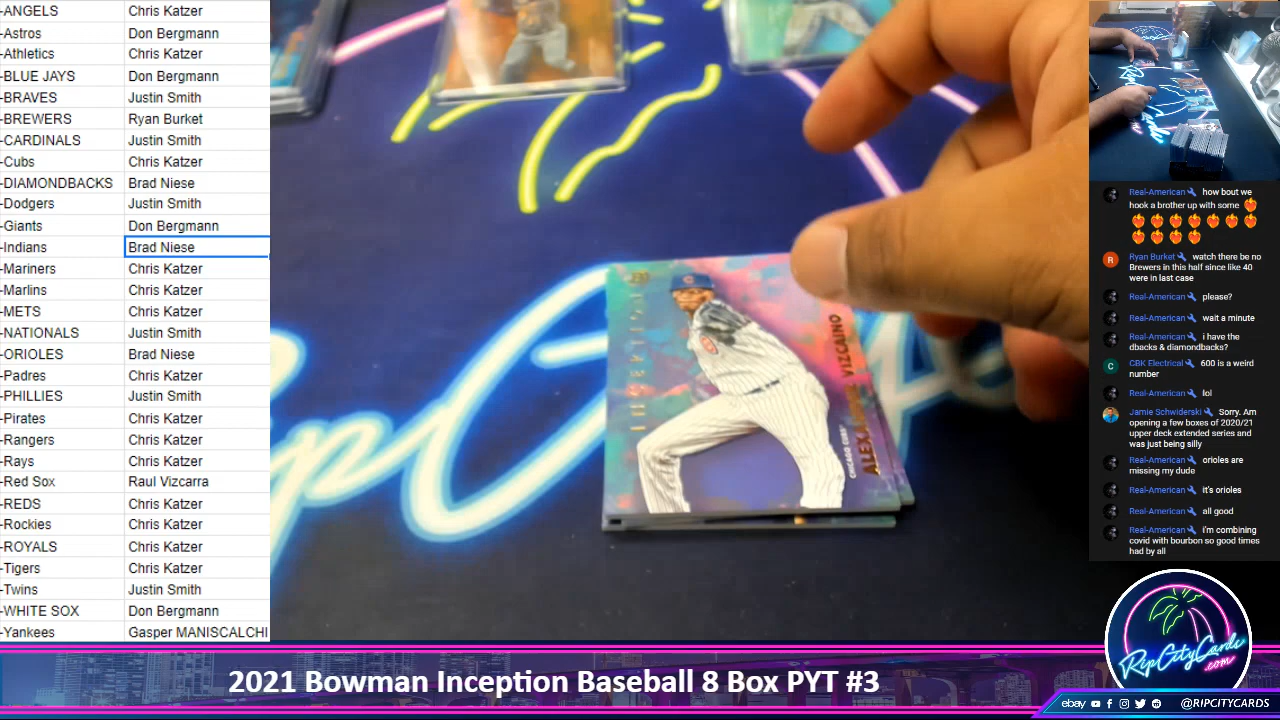 -ANGELS Chris Katzer
-Astros Don Bergmann
-Athletics Chris Katzer
-BLUE JAYS Don Bergmann
-BRAVES Justin Smith
-BREWERS Ryan Burket
-CARDINALS Justin Smith
-Cubs Chris Katzer
-DIAMONDBACKS Brad Niese
-Dodgers Justin Smith
-Giants Don Bergmann
-Indians Brad Niese
-Mariners Chris Katzer
-Marlins Chris Katzer
-METS Chris Katzer
-NATIONALS Justin Smith
-ORIOLES Brad Niese
-Padres Chris Katzer
-PHILLIES Justin Smith
-Pirates Chris Katzer
-Rangers Chris Katzer
-Rays Chris Katzer
-Red Sox Raul Vizcarra
-REDS Chris Katzer
-Rockies Chris Katzer
-ROYALS Chris Katzer
-Tigers Chris Katzer
-Twins Justin Smith
-WHITE SOX Don Bergmann
-Yankees Gasper MANISCALCHI
CHICAGO CUBS
ALEXANDER VIZCAINO
Real-American how bout we
hook a brother up with some
Ryan Burket watch there be no
Brewers in this half since like 40
were in last case
Real-American please?
Real-American wait a minute
Real-American i have the
dbacks & diamondbacks?
CBK Electrical 600 is a weird
number
Real-American lol
Jamie Schwiderski Sorry. Am
opening a few boxes of 2020/21
upper deck extended series and
was just being silly
Real-American orioles are
missing my dude
Real-American it's orioles
Real-American all good
Real-American i'm combining
covid with bourbon so good times
had by all
RipCityCards
.com
2021 Bowman Inception Baseball 8 Box PYT #3
ebay @RIPCITYCARDS